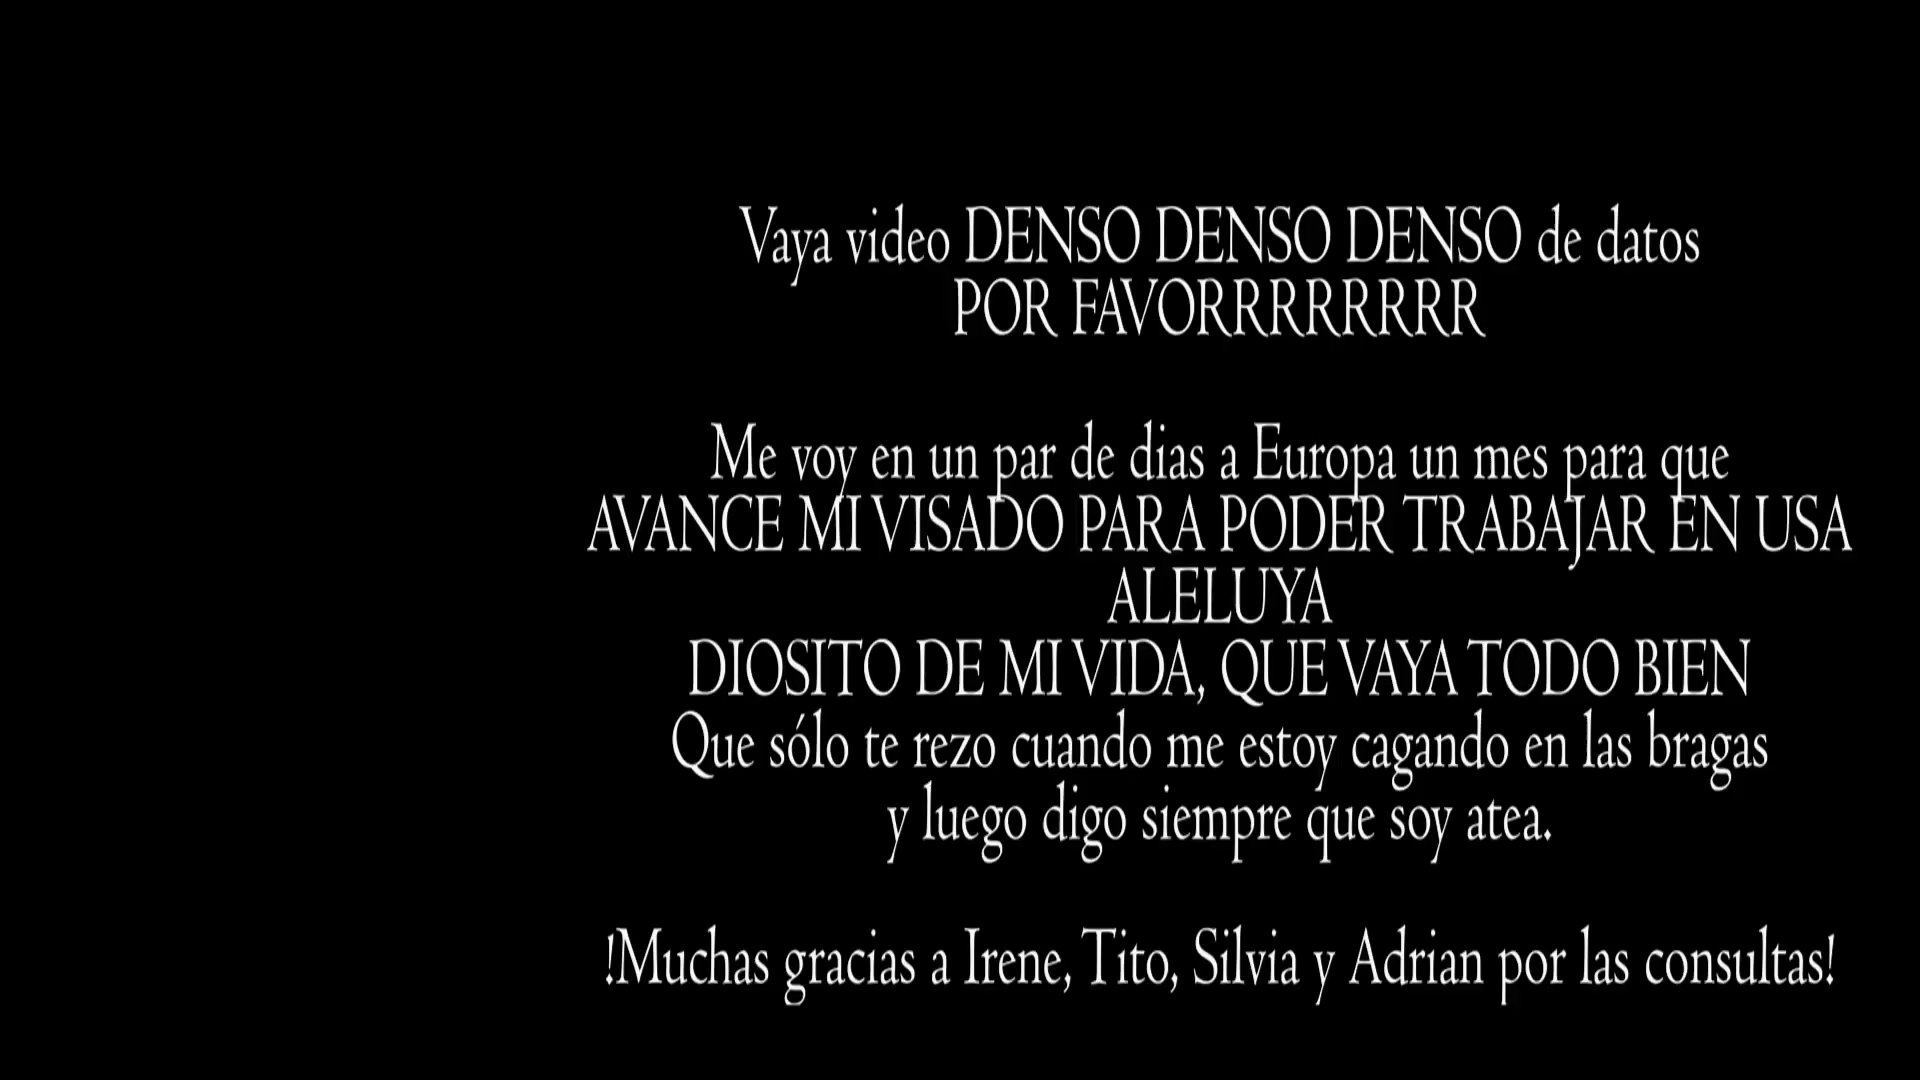 Vaya video DENSO DENSO DENSO de datos
POR FAVORRRRRRRR
Me voy en un par de dias a Europa un mes para que
AVANCE MI VISADO PARA PODER TRABAJAR EN USA
ALELUYA
DIOSITO DE MI VIDA, QUE VAYA TODO BIEN
Que sólo te rezo cuando me estoy cagando en las bragas
y luego digo siempre que soy atea.
!Muchas gracias a Irene, Tito, Silvia y Adrian por las consultas!